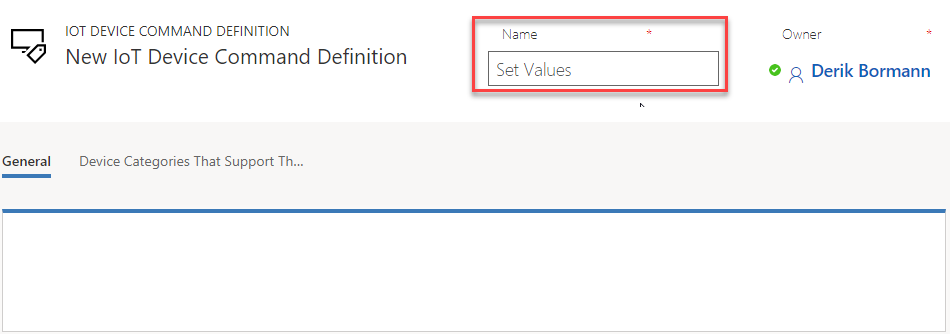 IOT DEVICE COMMAND DEFINITION
New IoT Device Command Definition
Name *
Set Values
Owner *
Derik Bormann
General Device Categories That Support Th...